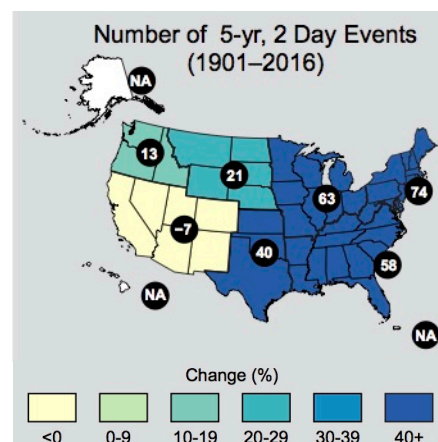 Number of 5-yr, 2 Day Events
(1901–2016)
NA
13
21
63
74
-7
40
58
NA
NA
Change (%)
<0 0-9 10-19 20-29 30-39 40+